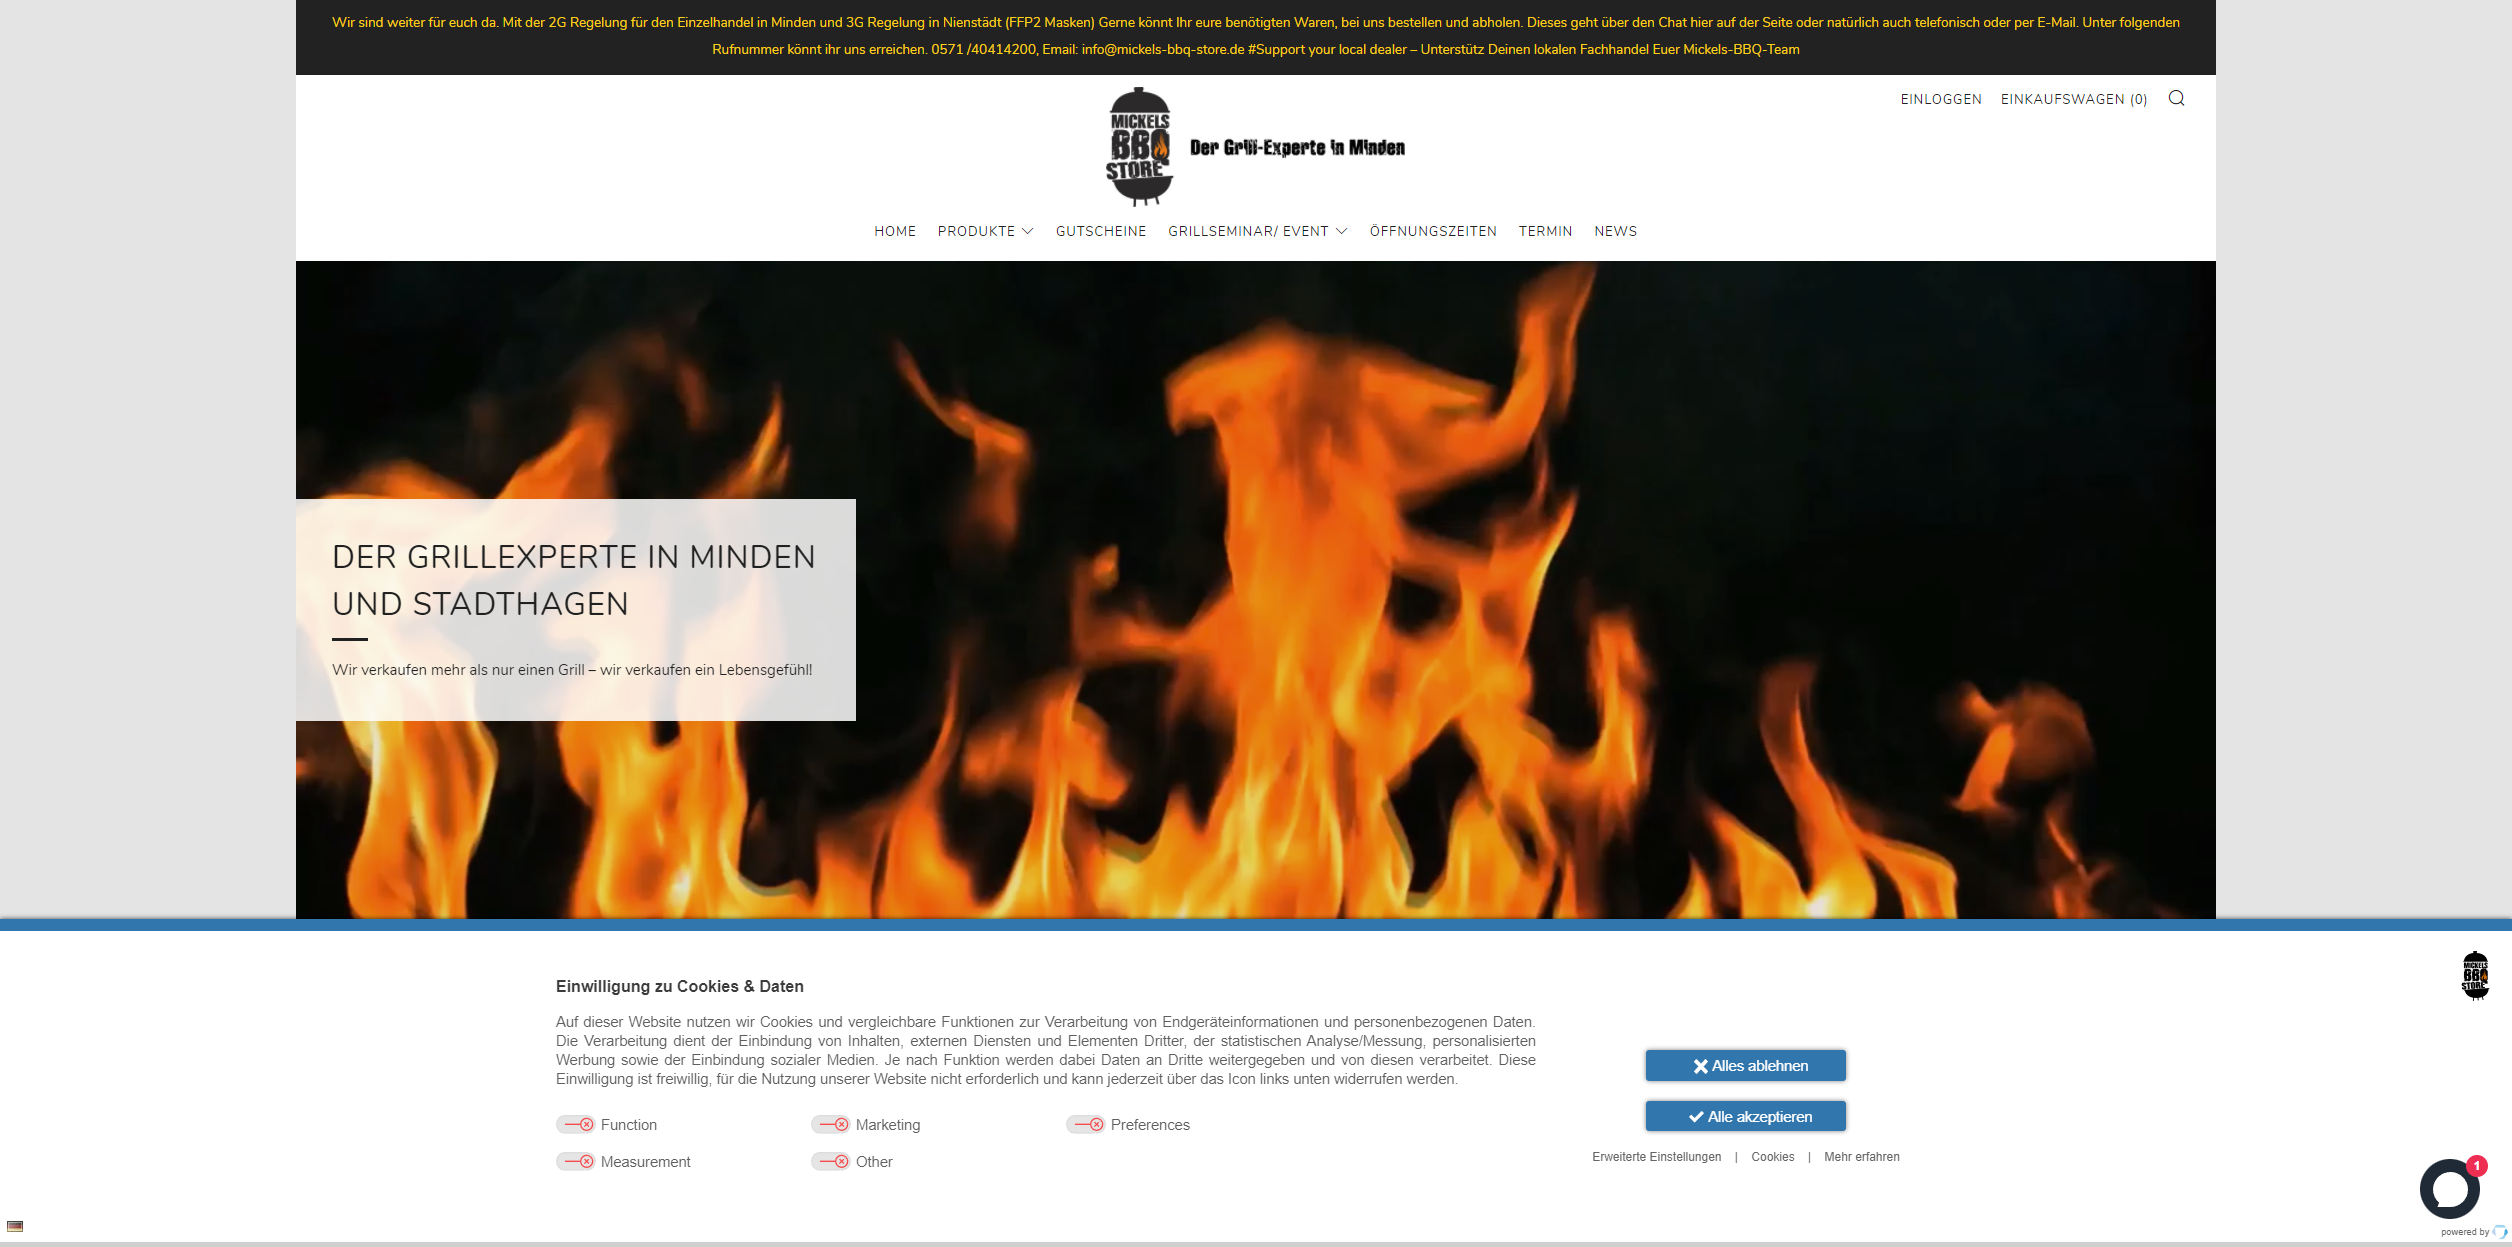 Wir sind weiter für euch da. Mit der 2G Regelung für den Einzelhandel in Minden und 3G Regelung in Nienstädt (FFP2 Masken) Gerne könnt Ihr eure benötigten Waren, bei uns bestellen und abholen. Dieses geht über den Chat hier auf der Seite oder natürlich auch telefonisch oder per E-Mail. Unter folgenden
Rufnummer könnt ihr uns erreichen. 0571 /40414200, Email: info@mickels-bbq-store.de #Support your local dealer – Unterstütz Deinen lokalen Fachhandel Euer Mickels-BBQ-Team
EINLOGGEN EINKAUFSWAGEN (0)
MICKELS
BBQ
STORE
Der Grill-Experte in Minden
HOME PRODUKTE GUTSCHEINE GRILLSEMINAR/ EVENT ÖFFNUNGSZEITEN TERMIN NEWS
DER GRILLEXPERTE IN MINDEN
UND STADTHAGEN
Wir verkaufen mehr als nur einen Grill – wir verkaufen ein Lebensgefühl!
MICKELS
BBQ
STORE
Einwilligung zu Cookies & Daten
Auf dieser Website nutzen wir Cookies und vergleichbare Funktionen zur Verarbeitung von Endgeräteinformationen und personenbezogenen Daten.
Die Verarbeitung dient der Einbindung von Inhalten, externen Diensten und Elementen Dritter, der statistischen Analyse/Messung, personalisierten
Werbung sowie der Einbindung sozialer Medien. Je nach Funktion werden dabei Daten an Dritte weitergegeben und von diesen verarbeitet. Diese
Einwilligung ist freiwillig, für die Nutzung unserer Website nicht erforderlich und kann jederzeit über das Icon links unten widerrufen werden.
Function Marketing Preferences
Measurement Other
Alles ablehnen
Alle akzeptieren
Erweiterte Einstellungen | Cookies | Mehr erfahren
1
powered by